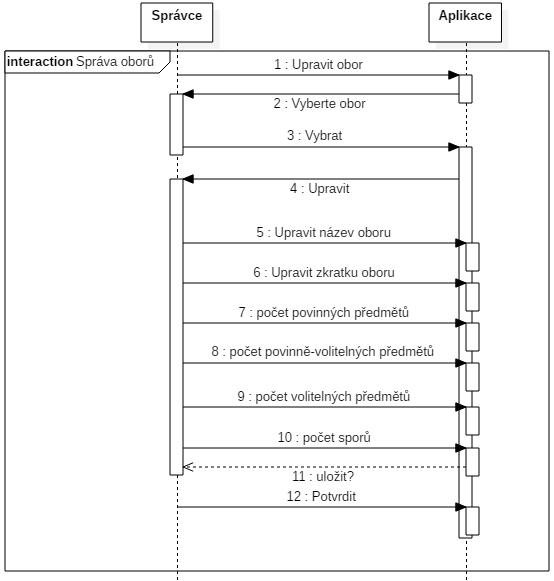 Správce
Aplikace
interaction Správa oborů
1 : Upravit obor
2 : Vyberte obor
3 : Vybrat
4 : Upravit
5 : Upravit název oboru
6 : Upravit zkratku oboru
7 : počet povinných předmětů
8 : počet povinně-volitelných předmětů
9 : počet volitelných předmětů
10 : počet sporů
11 : uložit?
12 : Potvrdit